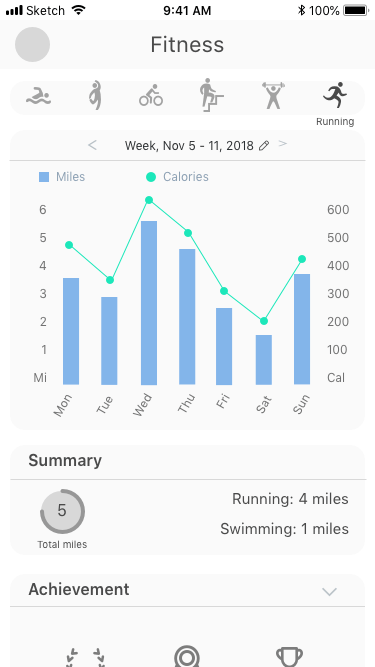 Sketch 9:41 AM 100%
Fitness
Running
< Week, Nov 5 - 11, 2018 >
Miles Calories
6 600
5 500
4 400
3 300
2 200
1 100
Mi Cal
Mon Tue Wed Thu Fri Sat Sun
Summary
5 Running: 4 miles
Swimming: 1 miles
Total miles
Achievement